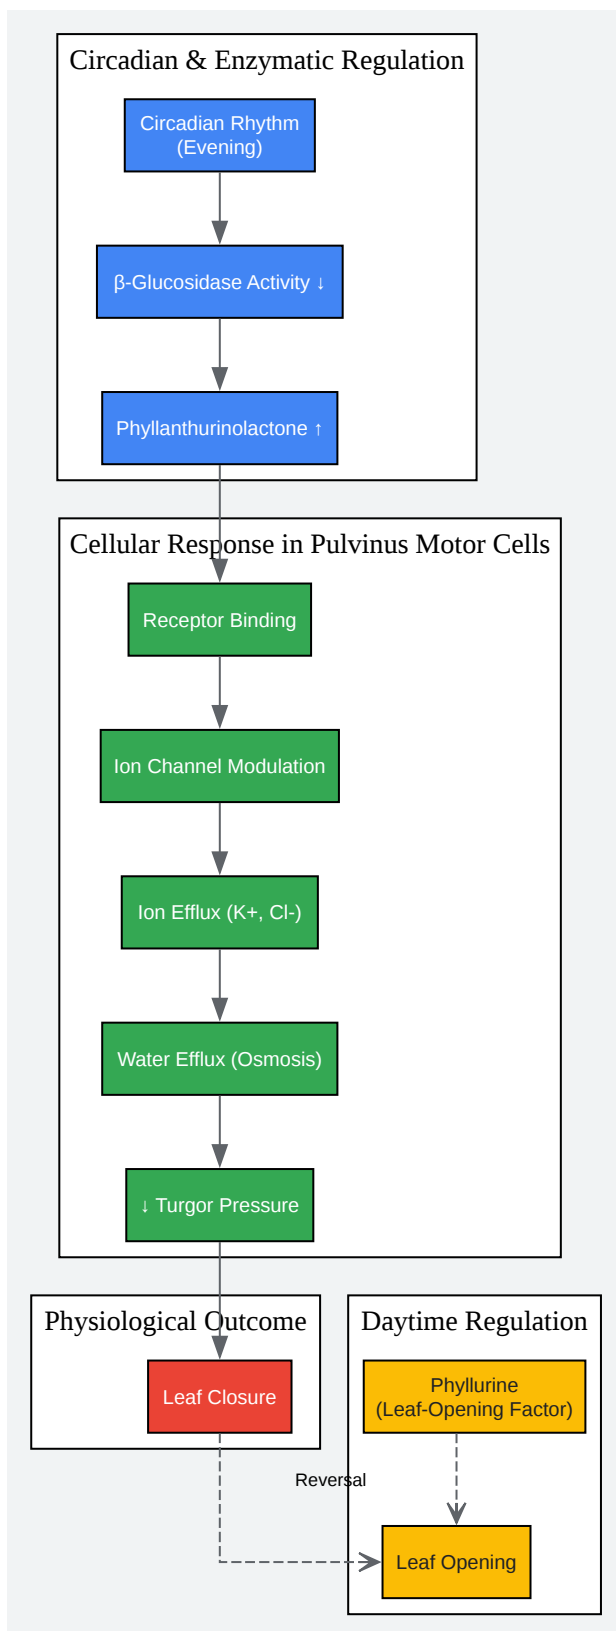 Circadian & Enzymatic Regulation
Circadian Rhythm
(Evening)
β-Glucosidase Activity ↓
Phyllanthurinolactone ↑
Cellular Response in Pulvinus Motor Cells
Receptor Binding
Ion Channel Modulation
Ion Efflux (K+, Cl-)
Water Efflux (Osmosis)
↓ Turgor Pressure
Physiological Outcome
Leaf Closure
Daytime Regulation
Phyllurine
(Leaf-Opening Factor)
Reversal
Leaf Opening